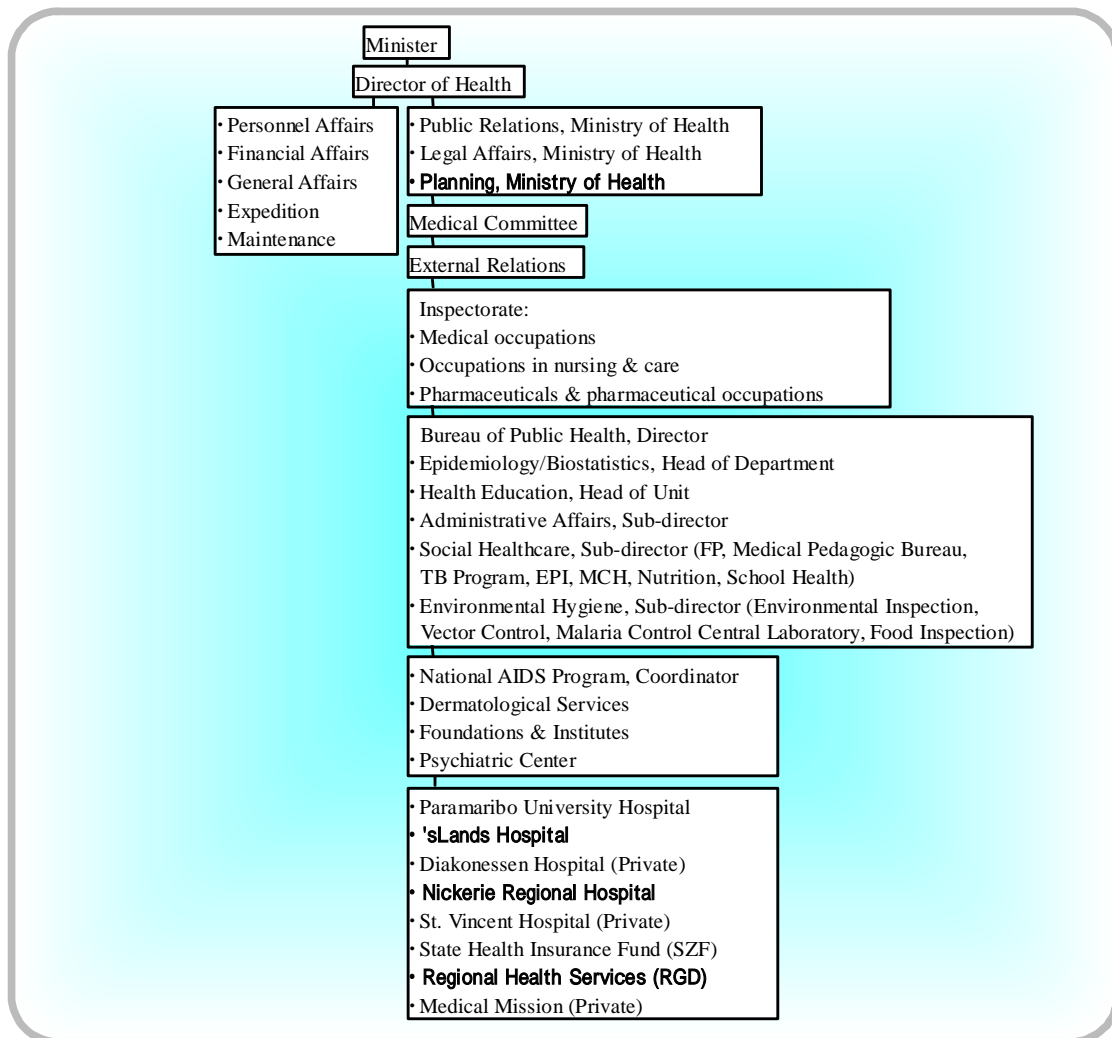 Minister
Director of Health
· Personnel Affairs
· Financial Affairs
· General Affairs
· Expedition
· Maintenance
· Public Relations, Ministry of Health
· Legal Affairs, Ministry of Health
· Planning, Ministry of Health
Medical Committee
External Relations
Inspectorate:
· Medical occupations
· Occupations in nursing & care
· Pharmaceuticals & pharmaceutical occupations
Bureau of Public Health, Director
· Epidemiology/Biostatistics, Head of Department
· Health Education, Head of Unit
· Administrative Affairs, Sub-director
· Social Healthcare, Sub-director (FP, Medical Pedagogic Bureau,
TB Program, EPI, MCH, Nutrition, School Health)
· Environmental Hygiene, Sub-director (Environmental Inspection,
Vector Control, Malaria Control Central Laboratory, Food Inspection)
· National AIDS Program, Coordinator
· Dermatological Services
· Foundations & Institutes
· Psychiatric Center
· Paramaribo University Hospital
· 'sLands Hospital
· Diakonessen Hospital (Private)
· Nickerie Regional Hospital
· St. Vincent Hospital (Private)
· State Health Insurance Fund (SZF)
· Regional Health Services (RGD)
· Medical Mission (Private)